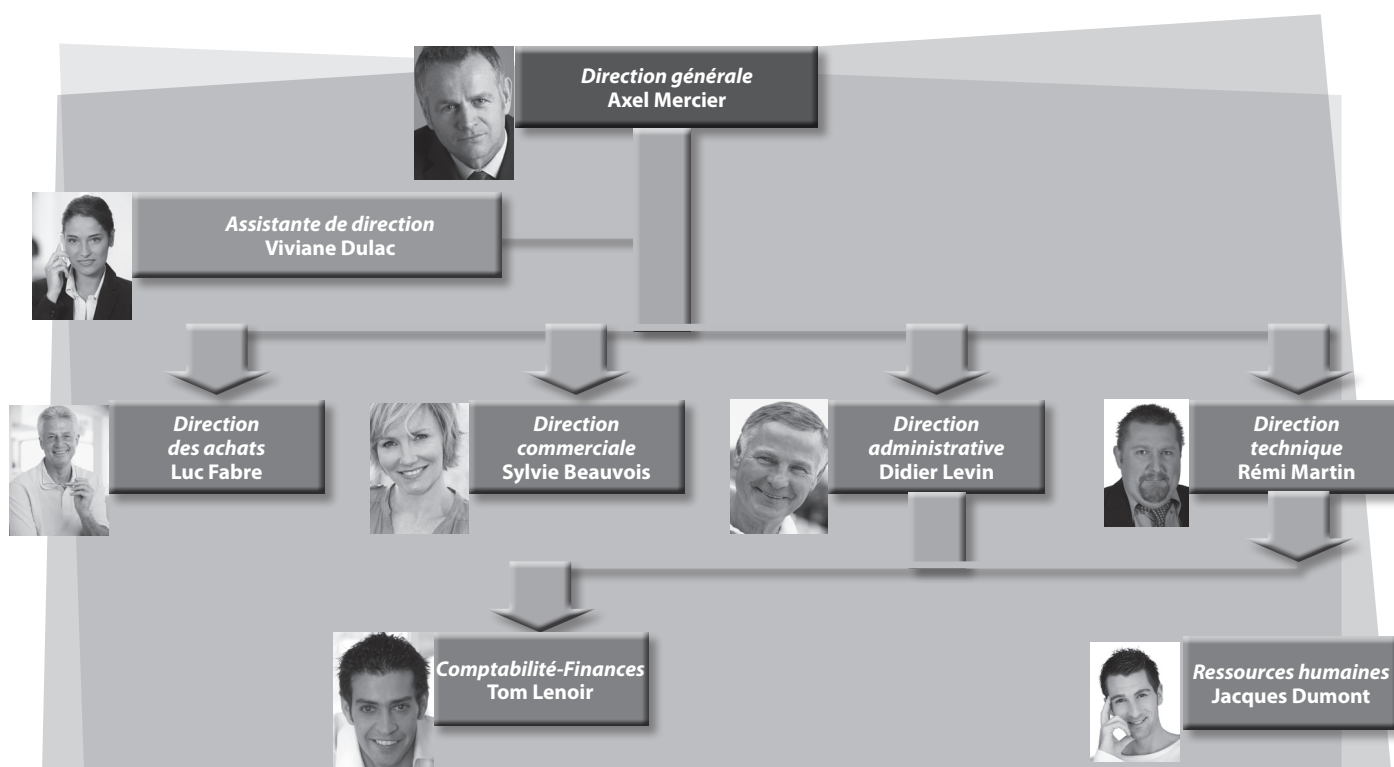 Direction générale
Axel Mercier
Assistante de direction
Viviane Dulac
Direction
des achats
Luc Fabre
Direction
commerciale
Sylvie Beauvois
Direction
administrative
Didier Levin
Direction
technique
Rémi Martin
Comptabilité-Finances
Tom Lenoir
Ressources humaines
Jacques Dumont